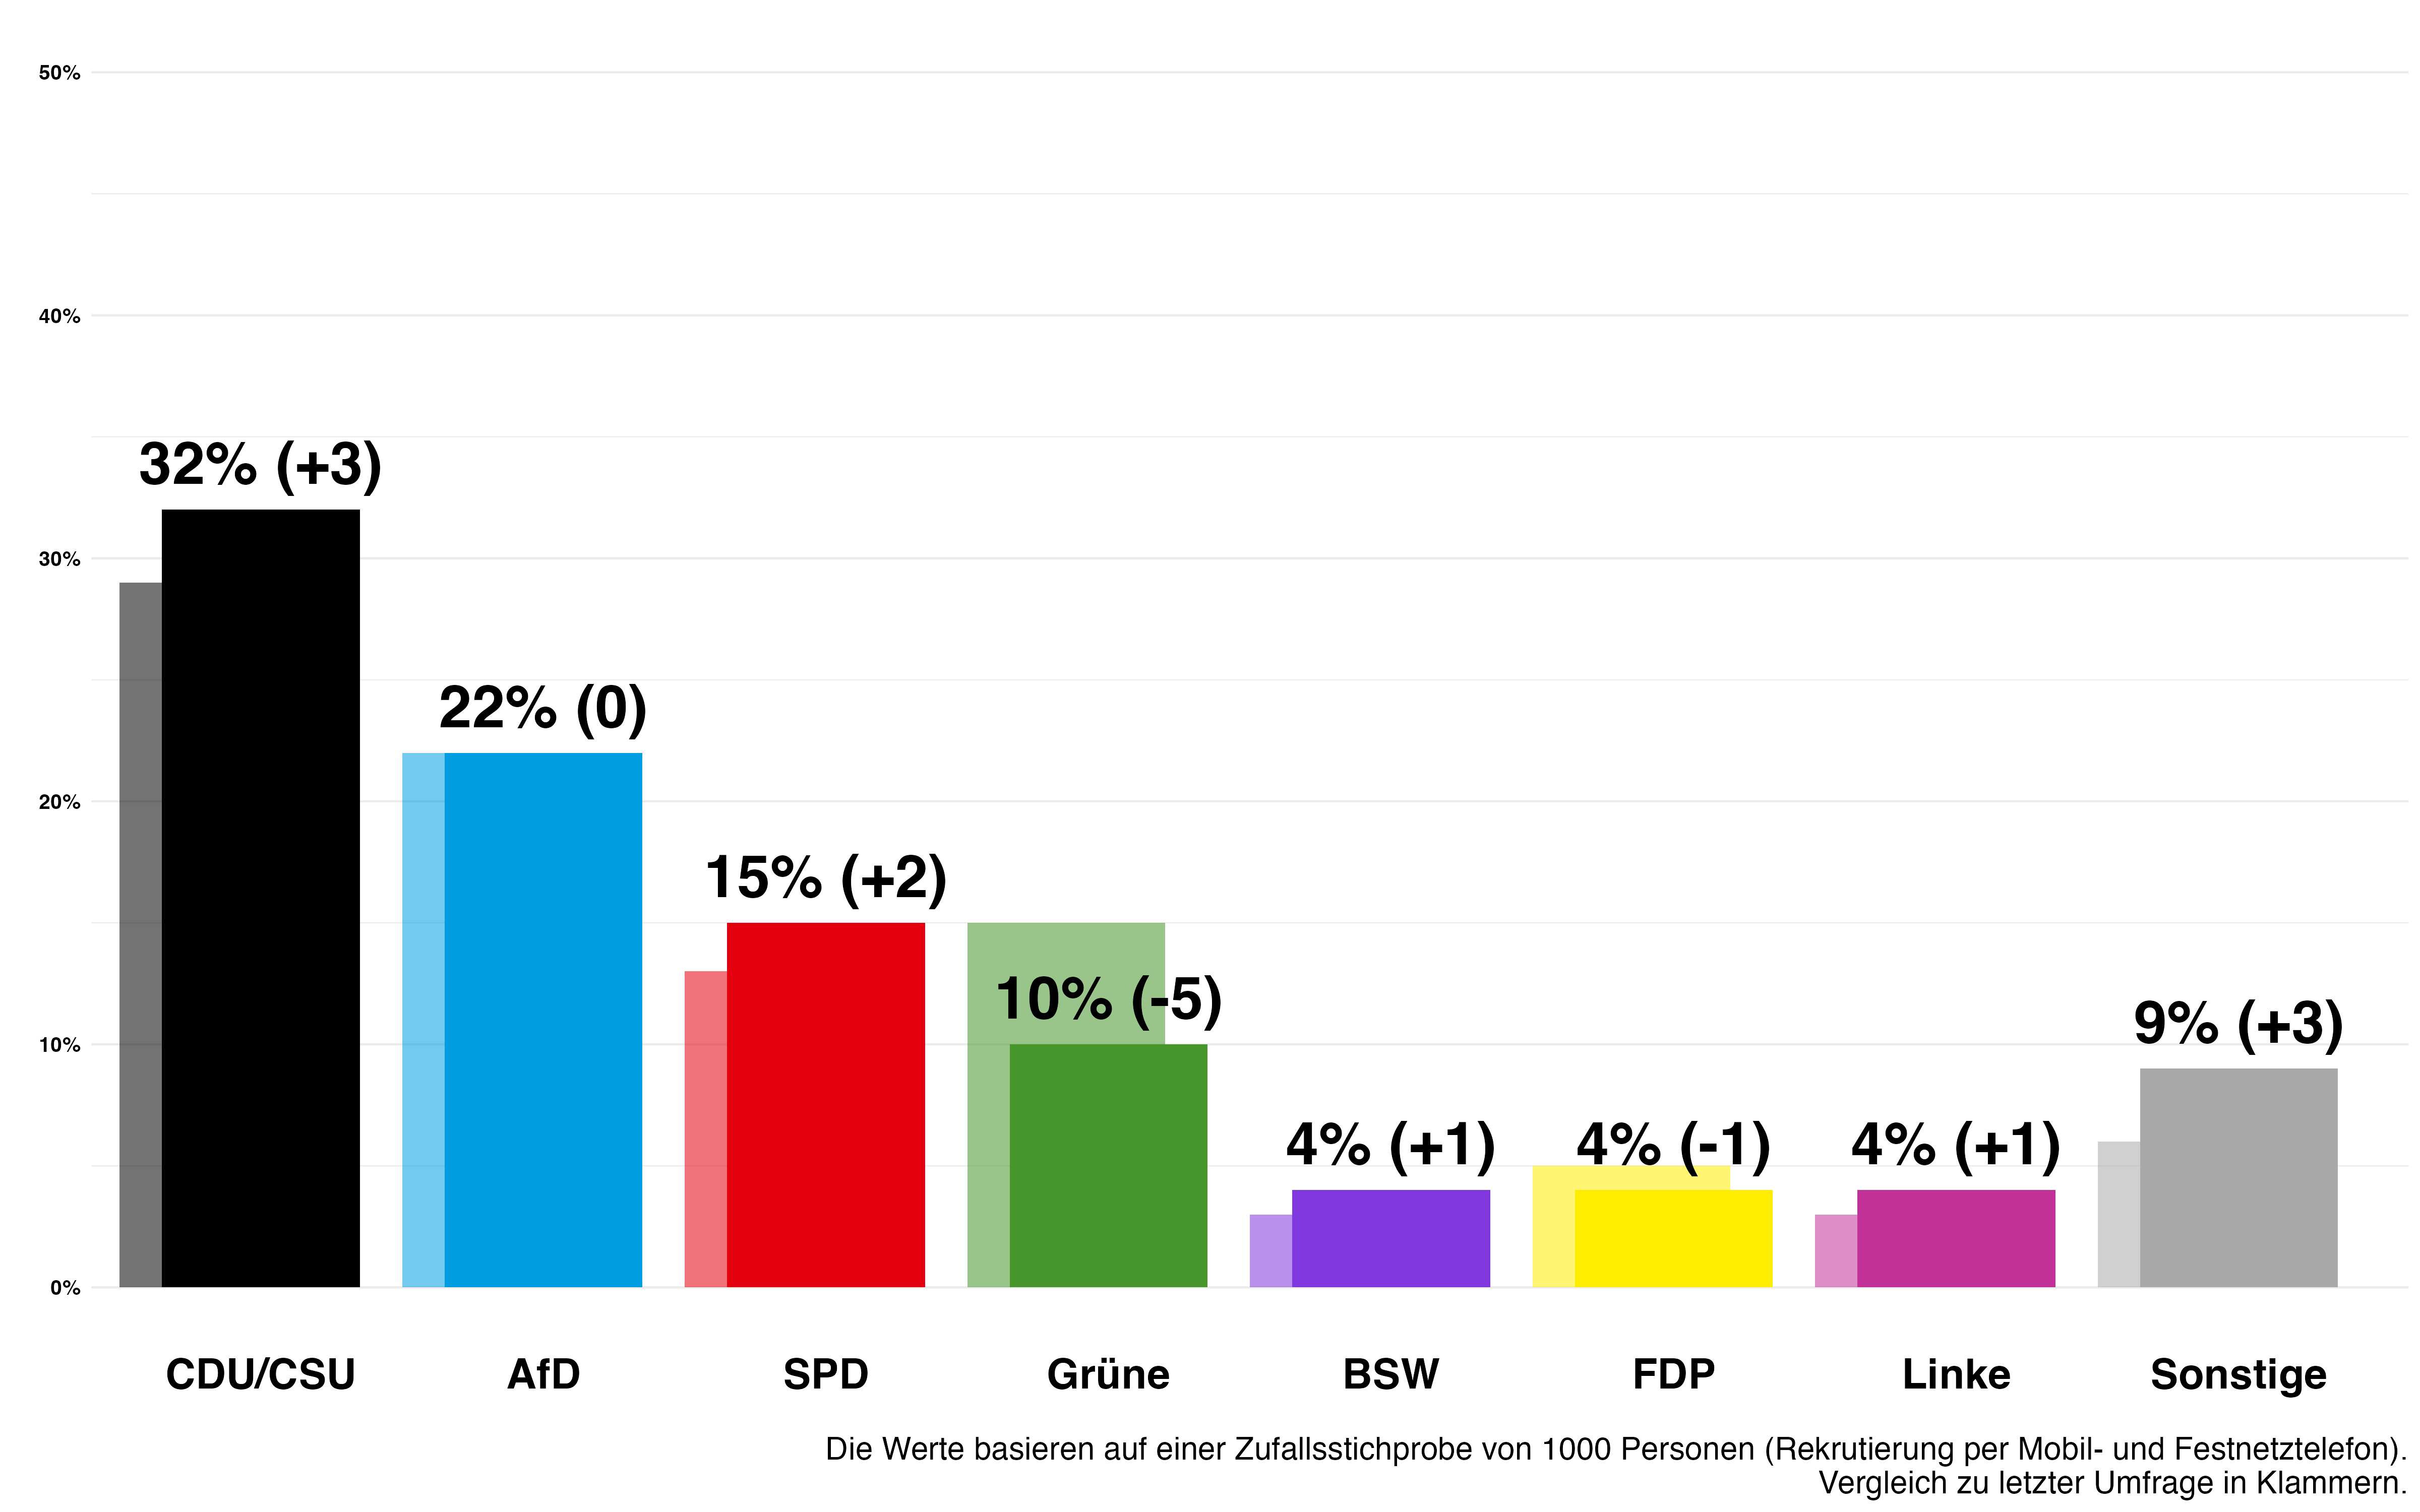 50%
40%
30%
20%
10%
0%
32% (+3)
22% (0)
15% (+2)
10% (-5)
4% (+1)
4% (-1)
4% (+1)
9% (+3)
CDU/CSU
AfD
SPD
Grüne
BSW
FDP
Linke
Sonstige
Die Werte basieren auf einer Zufallsstichprobe von 1000 Personen (Rekrutierung per Mobil- und Festnetztelefon).
Vergleich zu letzter Umfrage in Klammern.